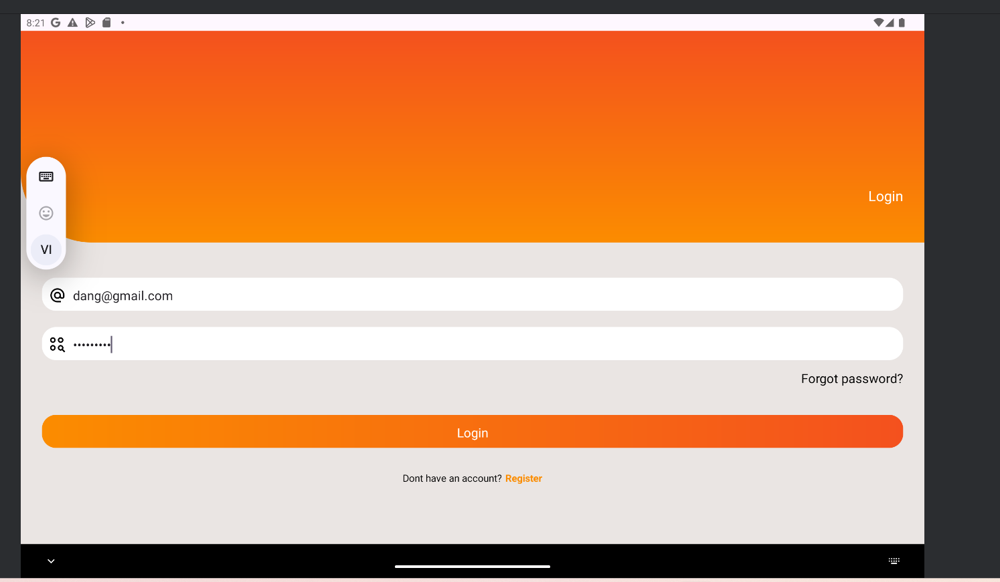 8:21
Login
VI
dang@gmail.com
•••••••••
Forgot password?
Login
Dont have an account? Register